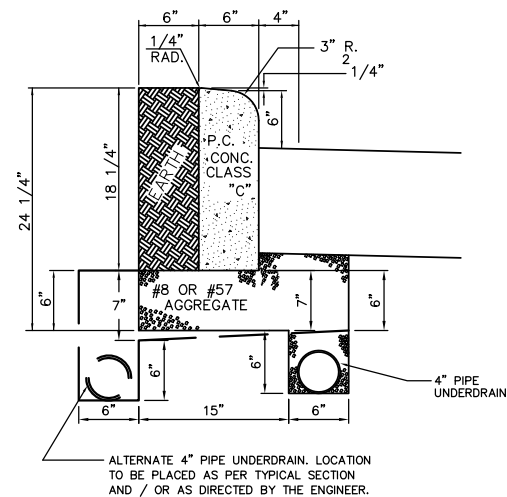 6" 6" 4"
1/4"
RAD.
3" R.
2
1/4"
6"
P.C.
CONC.
CLASS
"C"
EARTH
18 1/4"
24 1/4"
#8 OR #57
AGGREGATE
6"
7"
7"
6"
6"
6"
4" PIPE
UNDERDRAIN
6" 15" 6"
ALTERNATE 4" PIPE UNDERDRAIN. LOCATION
TO BE PLACED AS PER TYPICAL SECTION
AND / OR AS DIRECTED BY THE ENGINEER.